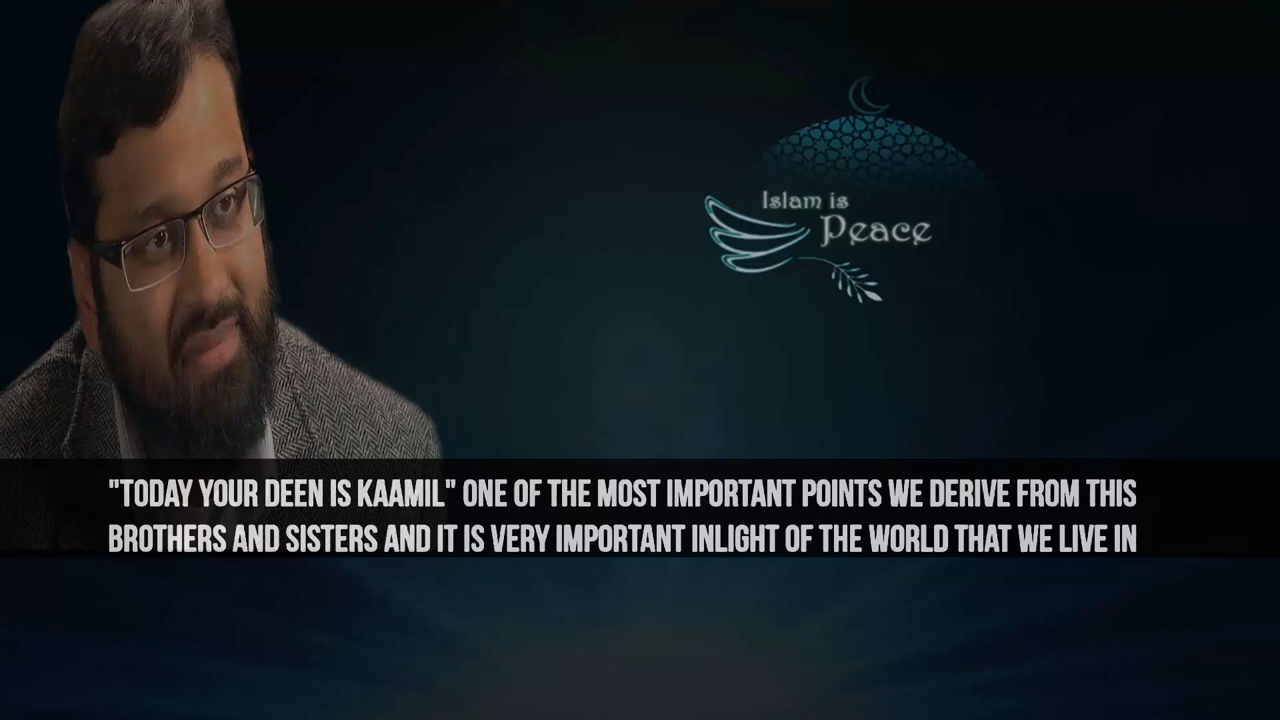 Islam is
Peace
"TODAY YOUR DEEN IS KAAMIL" ONE OF THE MOST IMPORTANT POINTS WE DERIVE FROM THIS
BROTHERS AND SISTERS AND IT IS VERY IMPORTANT INLIGHT OF THE WORLD THAT WE LIVE IN